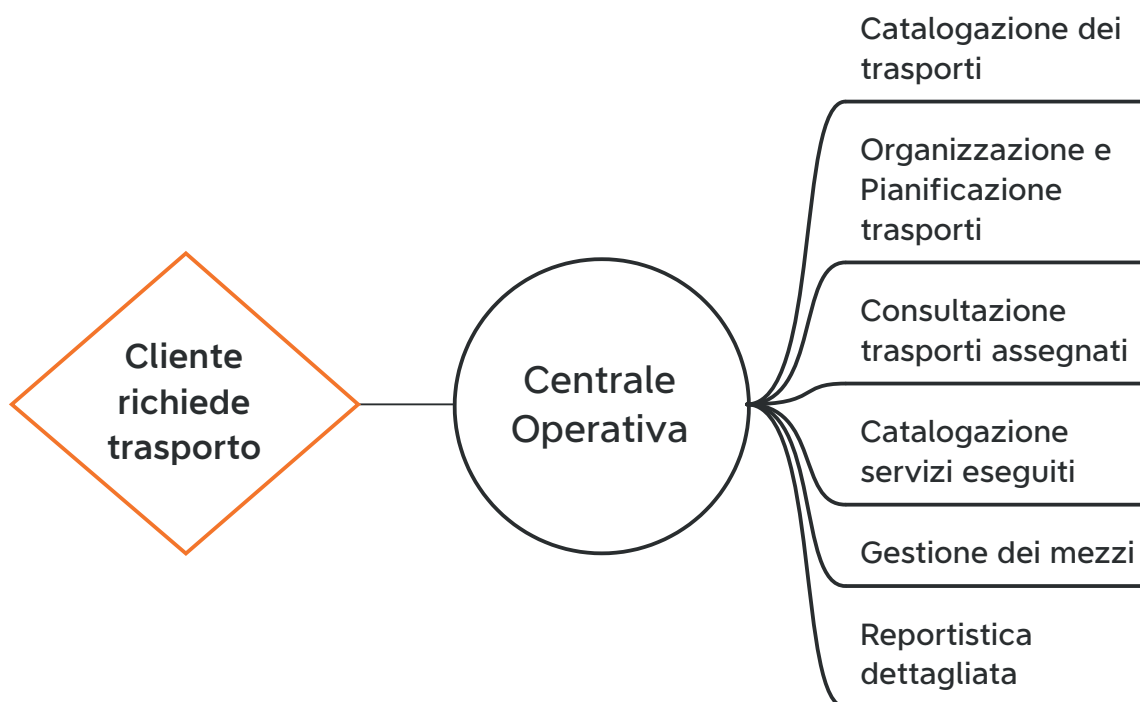 Cliente
richiede
trasporto
Centrale
Operativa
Catalogazione dei
trasporti
Organizzazione e
Pianificazione
trasporti
Consultazione
trasporti assegnati
Catalogazione
servizi eseguiti
Gestione dei mezzi
Reportistica
dettagliata